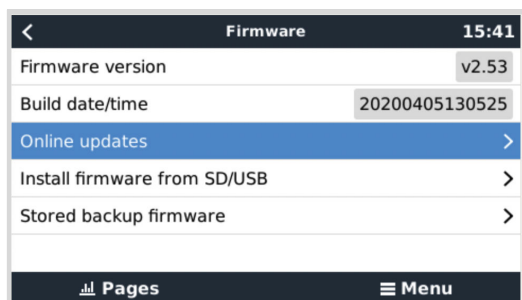 Firmware 15:41
Firmware version v2.53
Build date/time 20200405130525
Online updates
Install firmware from SD/USB
Stored backup firmware
Pages Menu